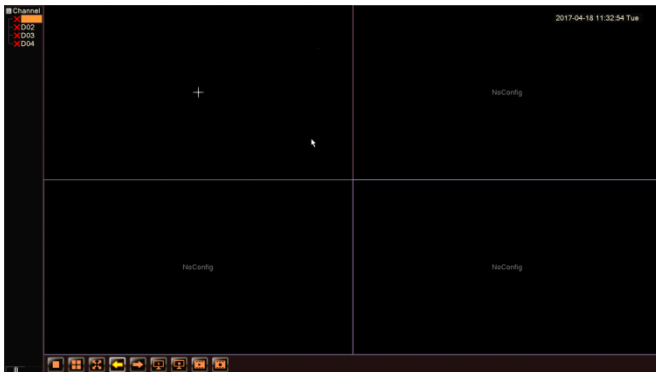 Channel
D02
D03
D04
2017-04-18 11:32:54 Tue
NoConfig
NoConfig
NoConfig